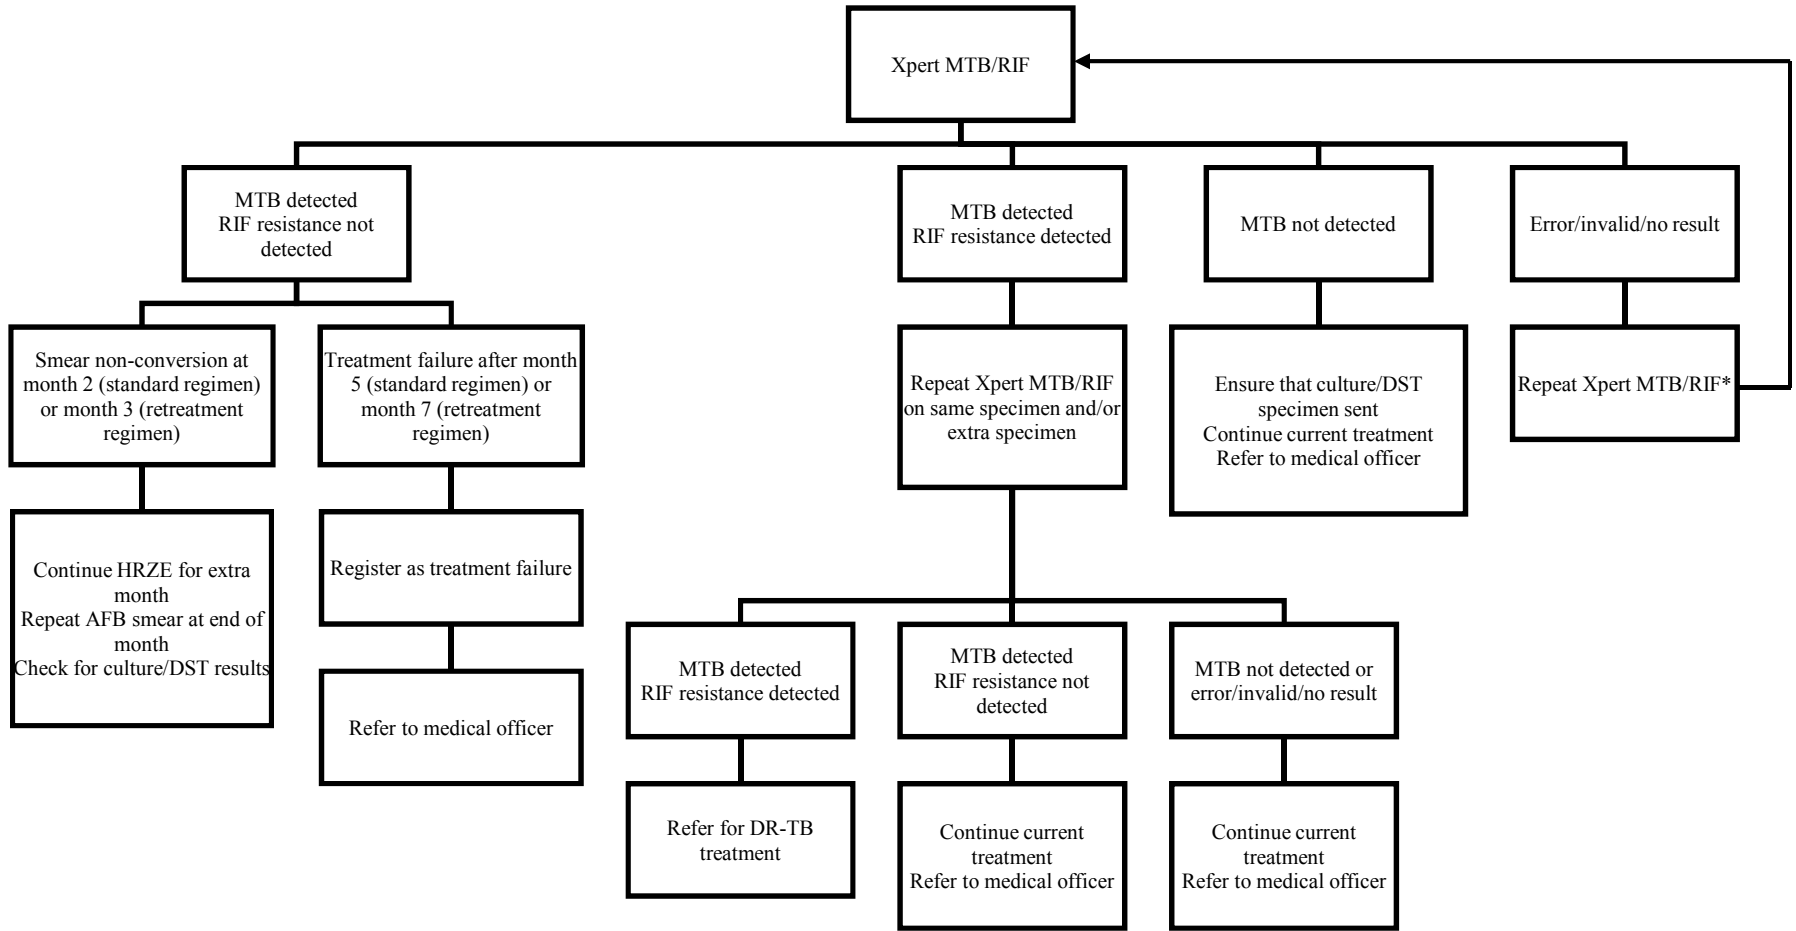 Xpert MTB/RIF
MTB detected
RIF resistance not
detected
MTB detected
RIF resistance detected
MTB not detected
Error/invalid/no result
Smear non-conversion at
month 2 (standard regimen)
or month 3 (retreatment
regimen)
Treatment failure after month
5 (standard regimen) or
month 7 (retreatment
regimen)
Repeat Xpert MTB/RIF
on same specimen and/or
extra specimen
Ensure that culture/DST
specimen sent
Continue current treatment
Refer to medical officer
Repeat Xpert MTB/RIF*
Continue HRZE for extra
month
Repeat AFB smear at end of
month
Check for culture/DST results
Register as treatment failure
Refer to medical officer
MTB detected
RIF resistance detected
MTB detected
RIF resistance not
detected
MTB not detected or
error/invalid/no result
Refer for DR-TB
treatment
Continue current
treatment
Refer to medical officer
Continue current
treatment
Refer to medical officer